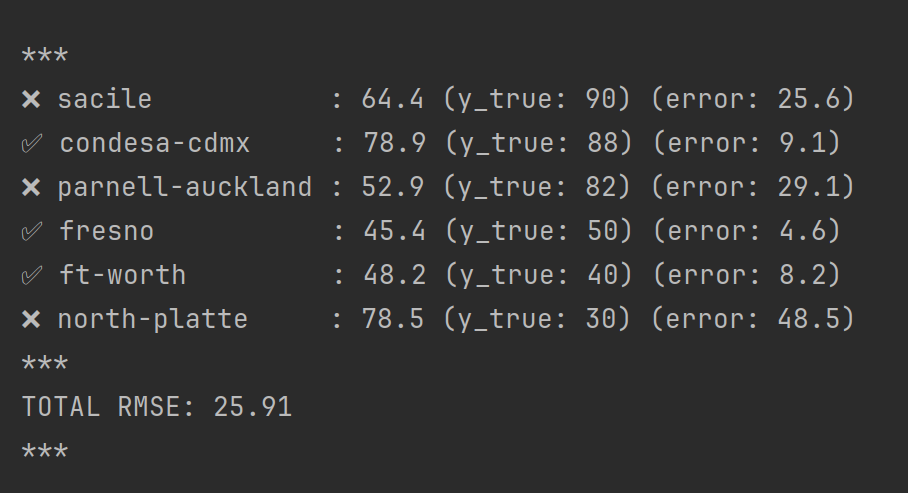 ***
❌ sacile           : 64.4 (y_true: 90) (error: 25.6)
✅ condesa-cdmx     : 78.9 (y_true: 88) (error: 9.1)
❌ parnell-auckland : 52.9 (y_true: 82) (error: 29.1)
✅ fresno           : 45.4 (y_true: 50) (error: 4.6)
✅ ft-worth         : 48.2 (y_true: 40) (error: 8.2)
❌ north-platte     : 78.5 (y_true: 30) (error: 48.5)
***
TOTAL RMSE: 25.91
***